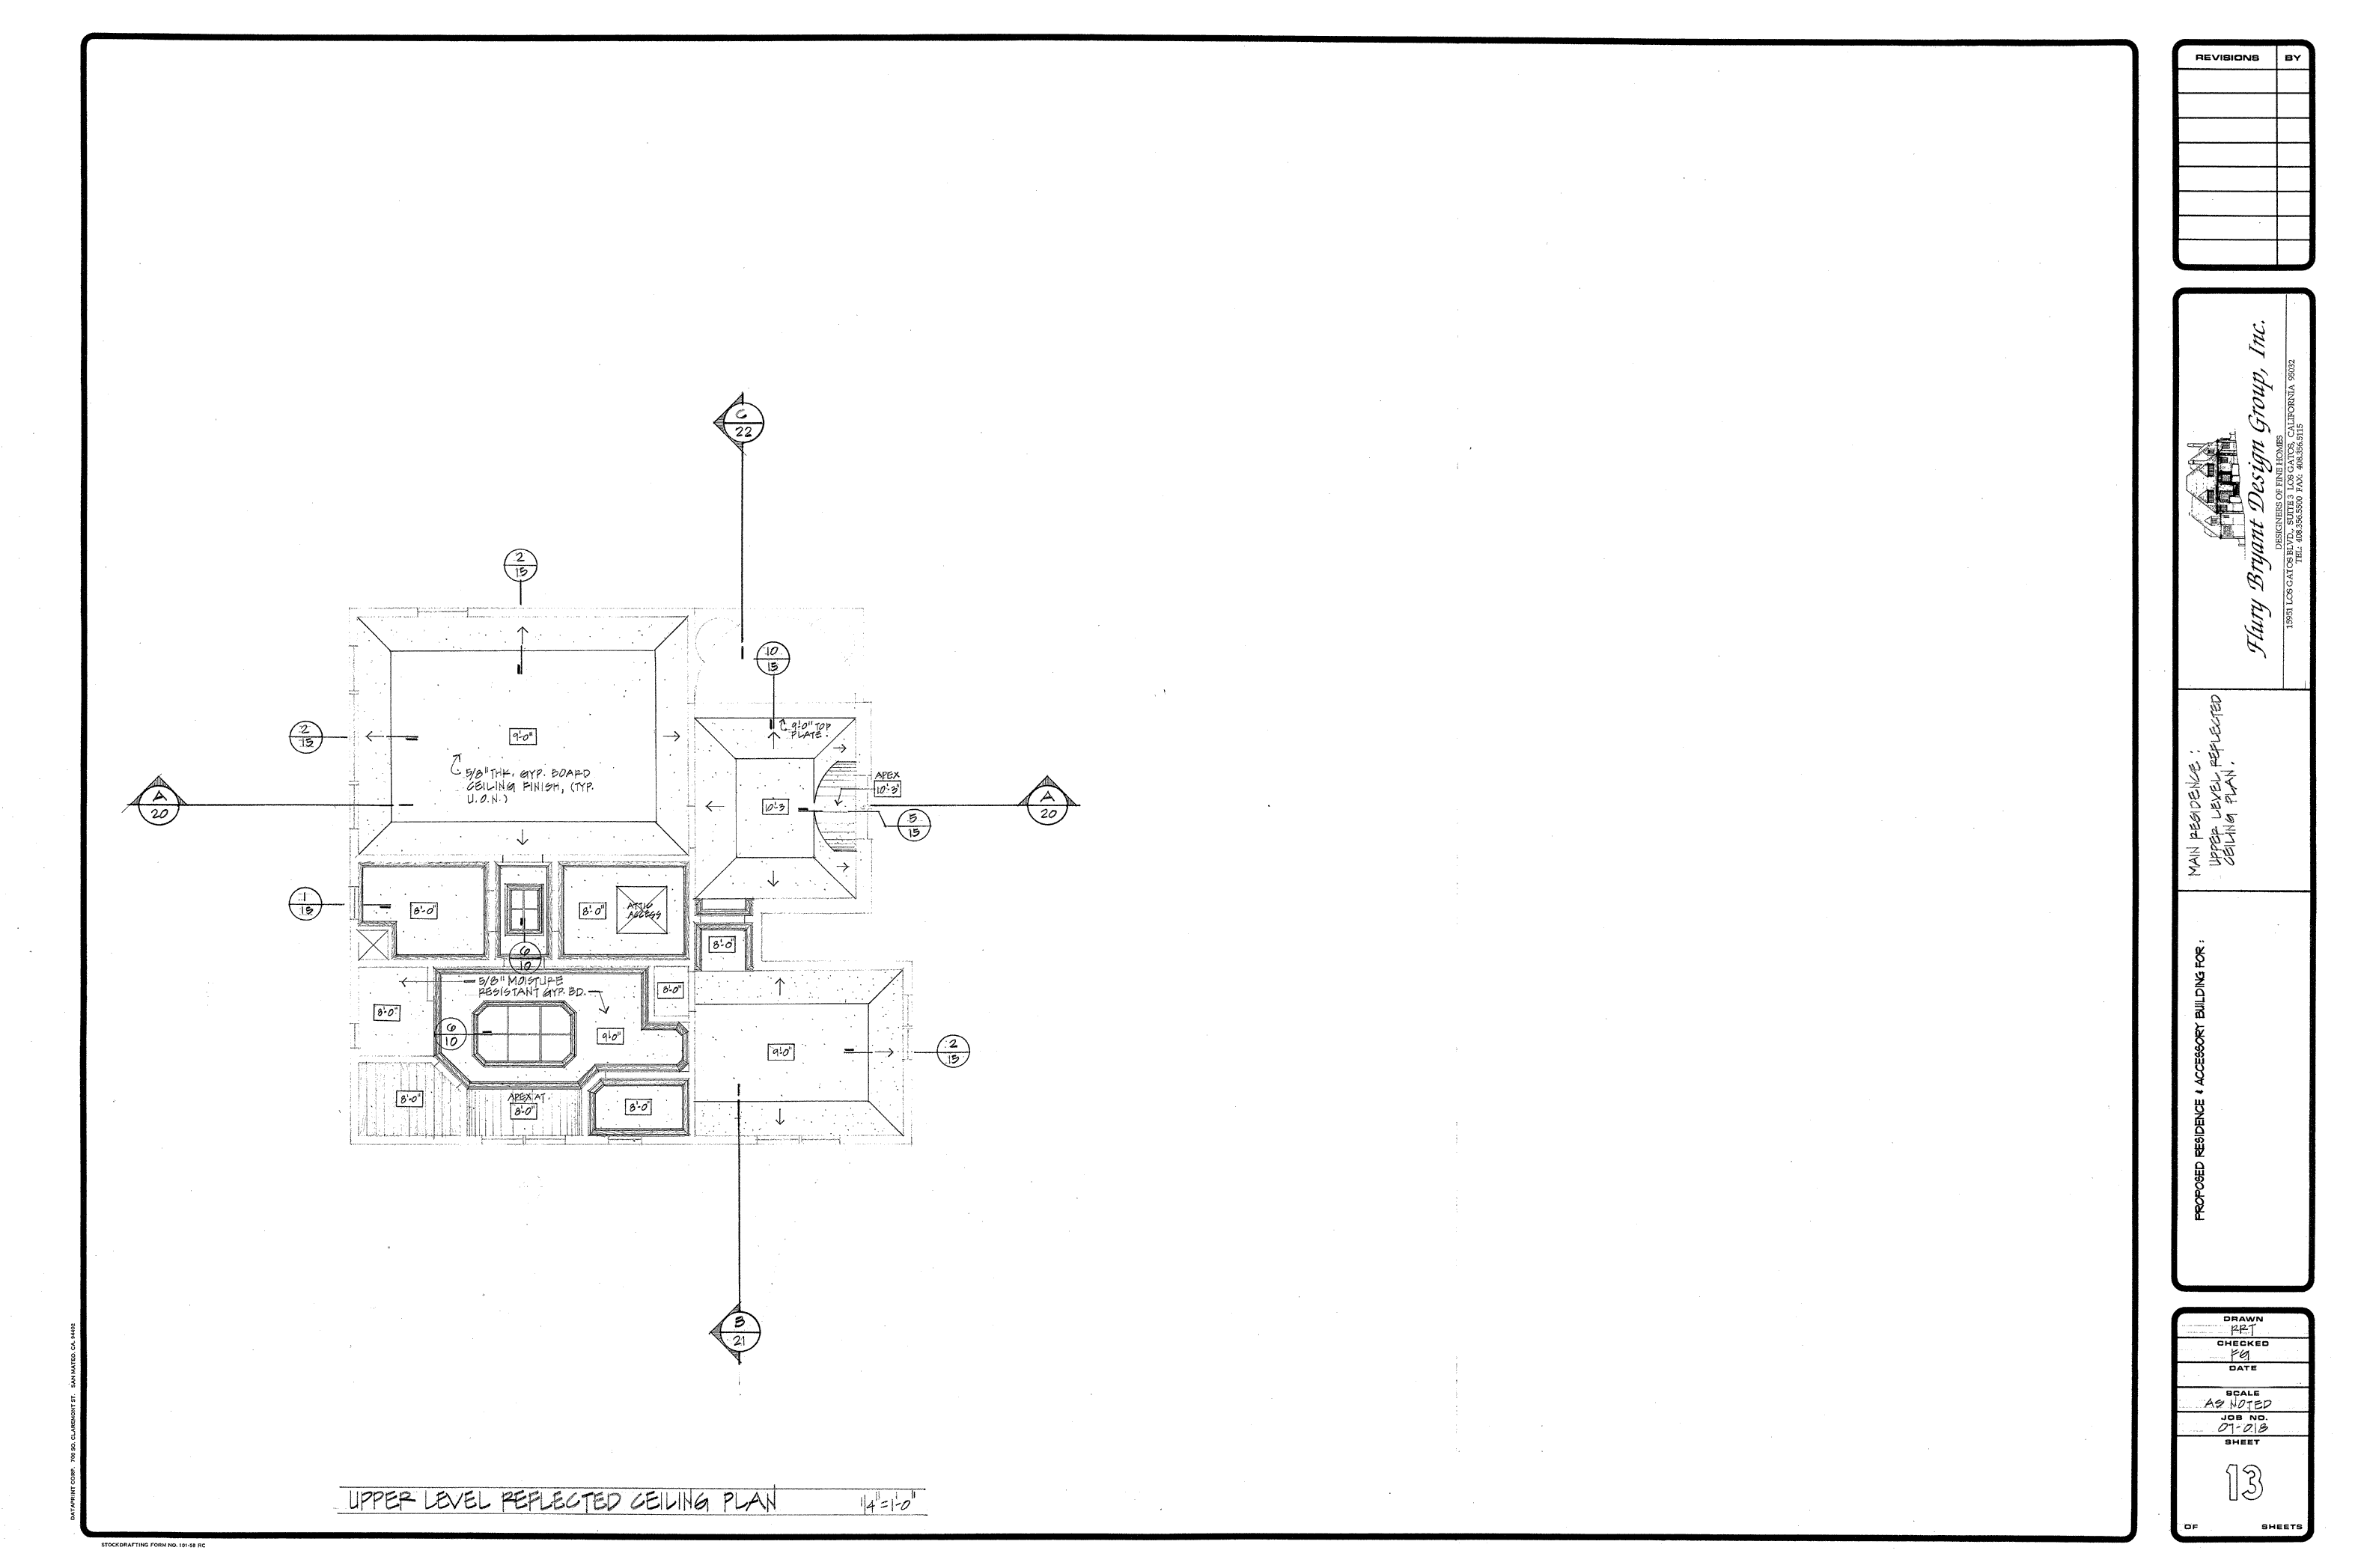 REVISIONS BY
Flury Bryant Design Group, Inc.
DESIGNERS OF FINE HOMES
15951 LOS GATOS BLVD., SUITE 3 LOS GATOS, CALIFORNIA 95032
TEL: 408.356.5500 FAX: 408.356.5115
MAIN RESIDENCE:
UPPER LEVEL REFLECTED
CEILING PLAN.
PROPOSED RESIDENCE & ACCESSORY BUILDING FOR:
DRAWN
RRT
CHECKED
FG
DATE
SCALE
AS NOTED
JOB NO.
07-018
SHEET
13
OF SHEETS
C
22
2
15
10
15
9'-0" TOP
PLATE.
2
15
9'-0"
5/8" THK. GYP. BOARD
CEILING FINISH, (TYP.
U.O.N.)
APEX
10'-3"
10'-3
A
20
A
20
5
15
1
15
8'-0"
8'-0"
ATTIC
ACCESS
8'-0"
6
10
5/8" MOISTURE
RESISTANT GYP. BD.
8'-0"
8'-0"
6
10
9'-0"
9'-0"
2
15
8'-0"
APEX AT
8'-0"
8'-0"
B
21
UPPER LEVEL REFLECTED CEILING PLAN 1/4"=1'-0"
DATAPRINT CORP. 700 SO. CLAREMONT ST. SAN MATEO, CA. 94402
STOCKDRAFTING FORM NO. 101-58 RC